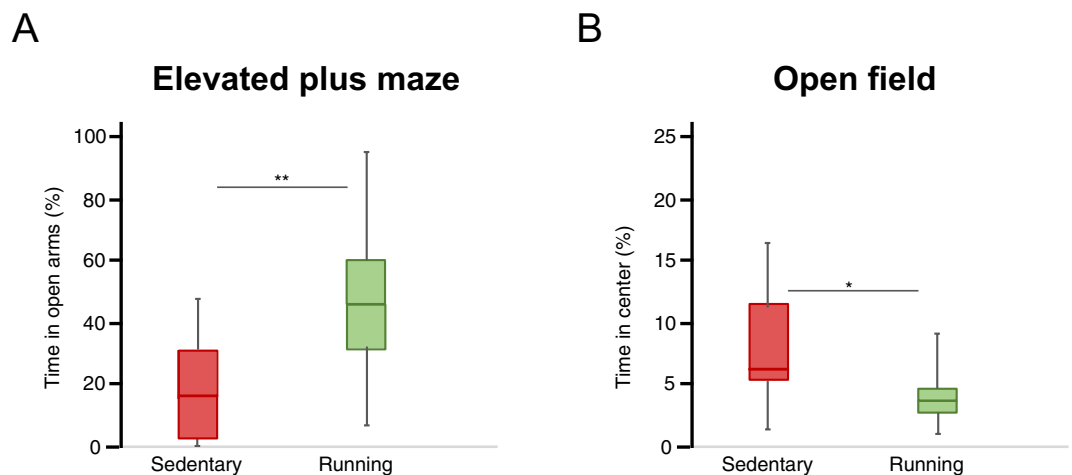 A
Elevated plus maze
Time in open arms (%)
100
80
60
40
20
0
**
Sedentary
Running
B
Open field
Time in center (%)
25
20
15
10
5
0
*
Sedentary
Running